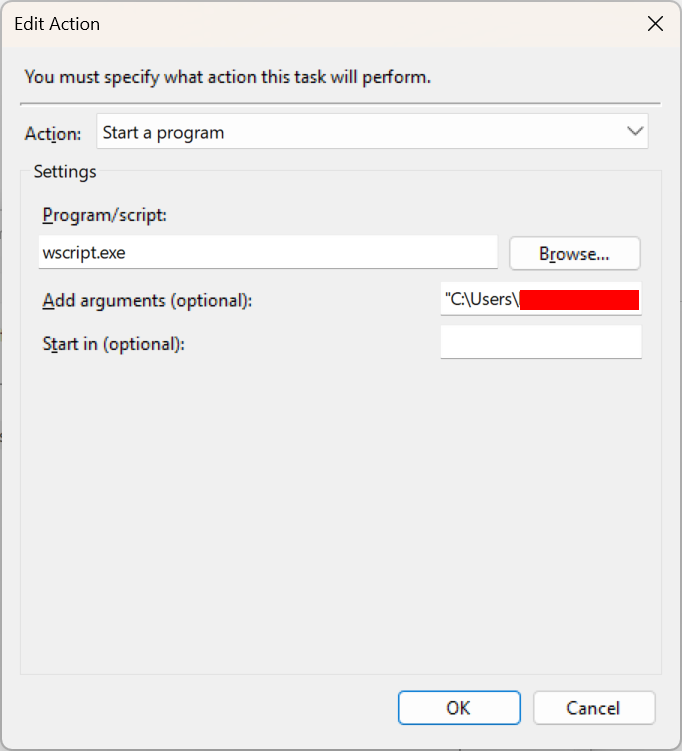 Edit Action
You must specify what action this task will perform.
Action: Start a program
Settings
Program/script:
wscript.exe Browse...
Add arguments (optional): "C:\Users\
Start in (optional):
OK Cancel